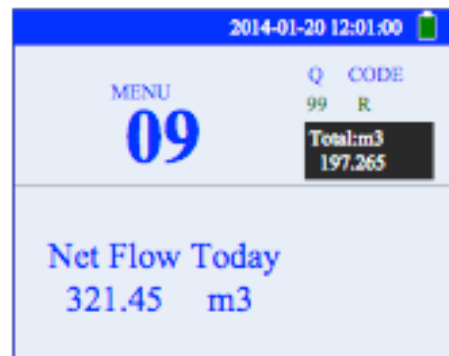 2014-01-20 12:01:00
MENU
09
Q CODE
99 R
Total:m3
197.265
Net Flow Today
321.45 m3